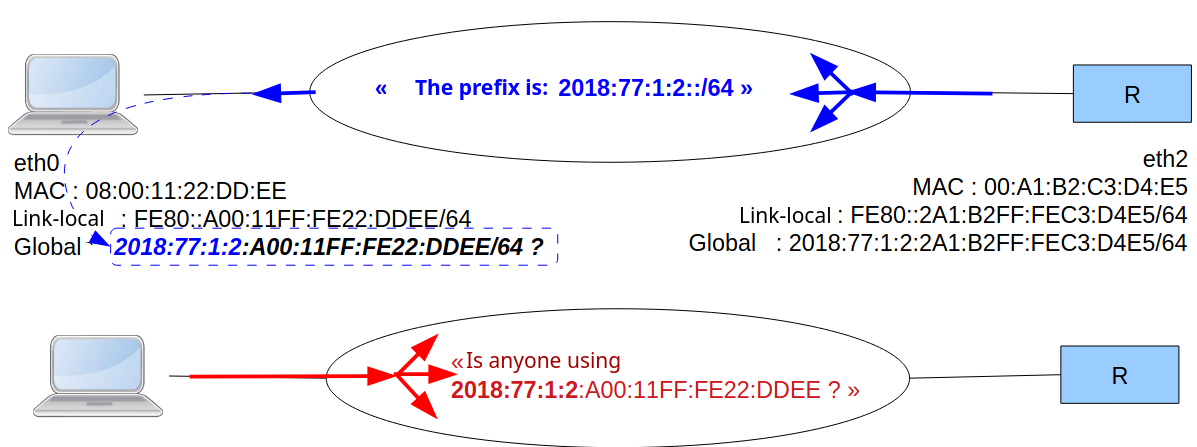 « The prefix is: 2018:77:1:2::/64 »
R
eth0
MAC : 08:00:11:22:DD:EE
Link-local : FE80::A00:11FF:FE22:DDEE/64
Global 2018:77:1:2:A00:11FF:FE22:DDEE/64 ?
eth2
MAC : 00:A1:B2:C3:D4:E5
Link-local : FE80::2A1:B2FF:FEC3:D4E5/64
Global : 2018:77:1:2:2A1:B2FF:FEC3:D4E5/64
« Is anyone using
2018:77:1:2:A00:11FF:FE22:DDEE ? »
R